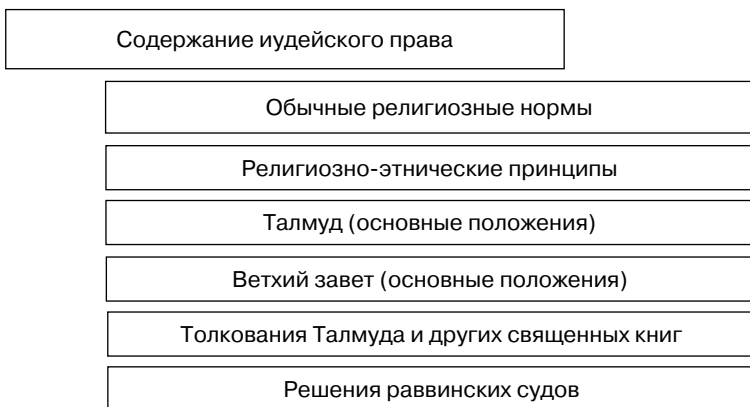 Содержание иудейского права
Обычные религиозные нормы
Религиозно-этнические принципы
Талмуд (основные положения)
Ветхий завет (основные положения)
Толкования Талмуда и других священных книг
Решения раввинских судов